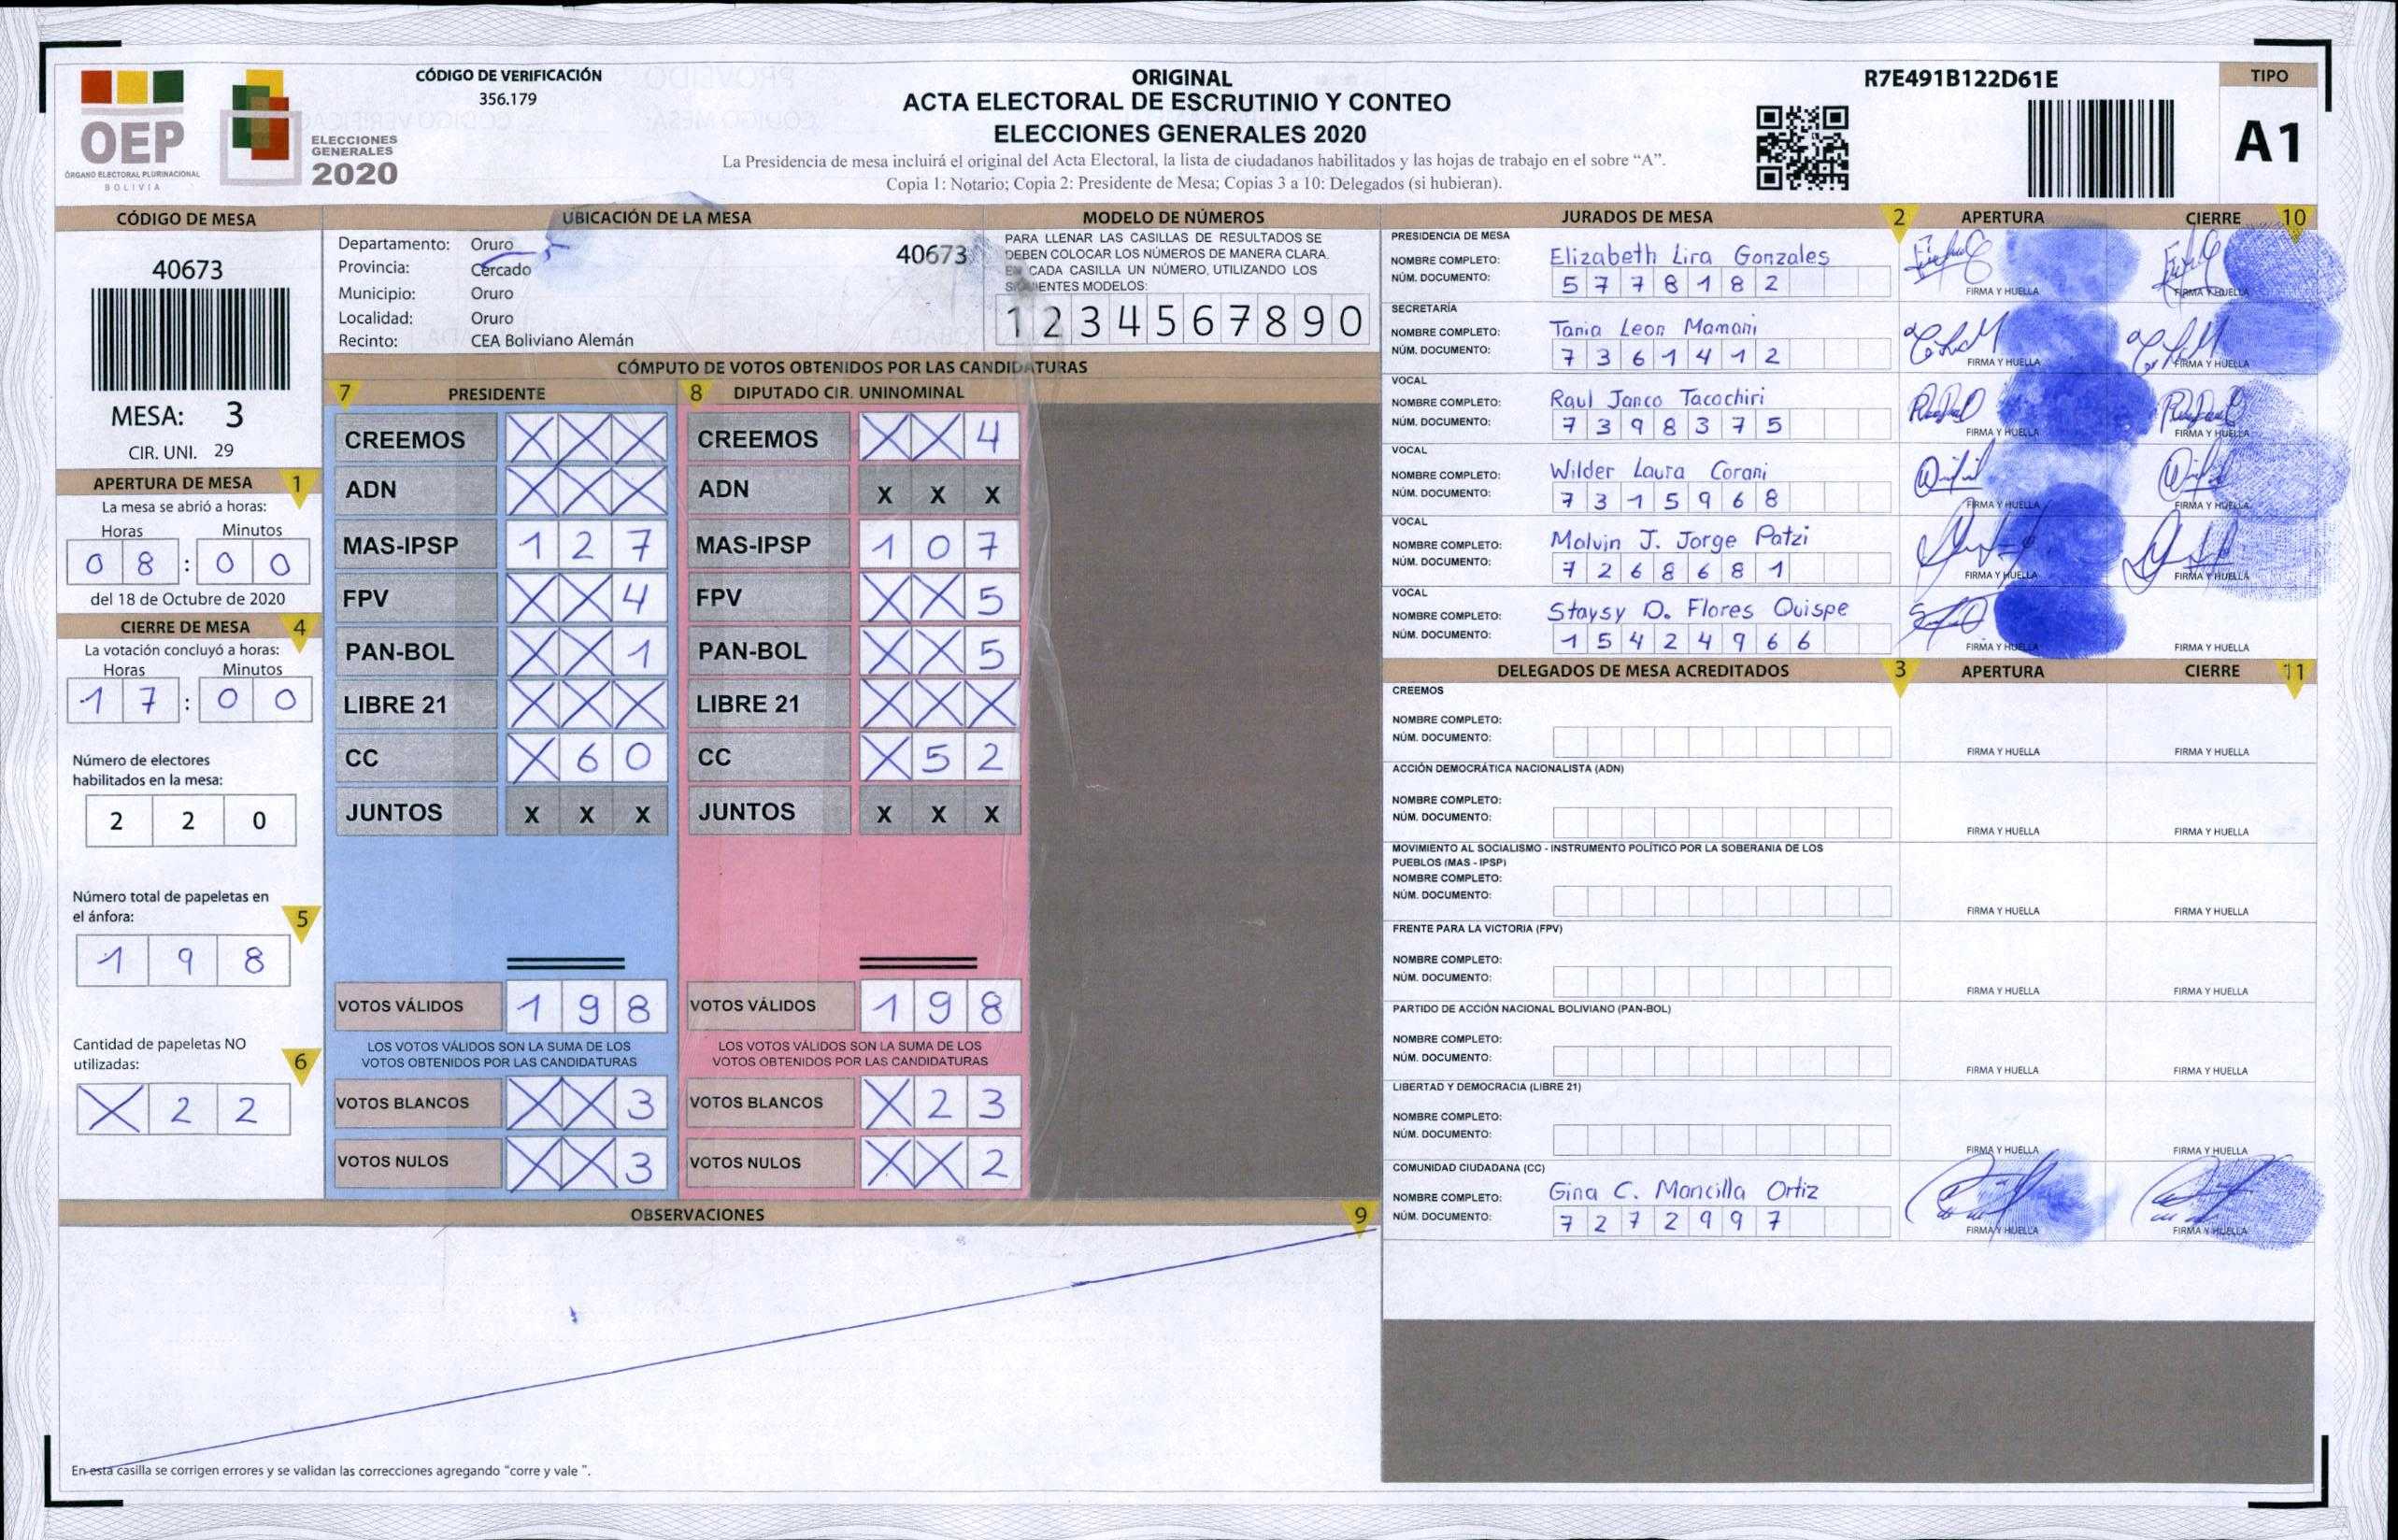 OEP
ÓRGANO ELECTORAL PLURINACIONAL
BOLIVIA
ELECCIONES
GENERALES
2020
CÓDIGO DE VERIFICACIÓN
356.179
ORIGINAL
ACTA ELECTORAL DE ESCRUTINIO Y CONTEO
ELECCIONES GENERALES 2020
La Presidencia de mesa incluirá el original del Acta Electoral, la lista de ciudadanos habilitados y las hojas de trabajo en el sobre “A”.
Copia 1: Notario; Copia 2: Presidente de Mesa; Copias 3 a 10: Delegados (si hubieran).
R7E491B122D61E
TIPO
A1
CÓDIGO DE MESA
40673
MESA: 3
CIR. UNI. 29
APERTURA DE MESA 1
La mesa se abrió a horas:
Horas Minutos
0 8 : 0 0
del 18 de Octubre de 2020
CIERRE DE MESA 4
La votación concluyó a horas:
Horas Minutos
1 7 : 0 0
Número de electores
habilitados en la mesa:
2 2 0
Número total de papeletas en
el ánfora: 5
1 9 8
Cantidad de papeletas NO
utilizadas: 6
X 2 2
UBICACIÓN DE LA MESA
Departamento: Oruro
40673
Provincia: Cercado
Municipio: Oruro
Localidad: Oruro
Recinto: CEA Boliviano Alemán
MODELO DE NÚMEROS
PARA LLENAR LAS CASILLAS DE RESULTADOS SE
DEBEN COLOCAR LOS NÚMEROS DE MANERA CLARA.
EN CADA CASILLA UN NÚMERO, UTILIZANDO LOS
SIGUIENTES MODELOS:
1 2 3 4 5 6 7 8 9 0
CÓMPUTO DE VOTOS OBTENIDOS POR LAS CANDIDATURAS
7 PRESIDENTE
CREEMOS X X X
ADN X X X
MAS-IPSP 1 2 7
FPV X X 4
PAN-BOL X X 1
LIBRE 21 X X X
CC X 6 0
JUNTOS X X X
VOTOS VÁLIDOS 1 9 8
LOS VOTOS VÁLIDOS SON LA SUMA DE LOS
VOTOS OBTENIDOS POR LAS CANDIDATURAS
VOTOS BLANCOS X X 3
VOTOS NULOS X X 3
8 DIPUTADO CIR. UNINOMINAL
CREEMOS X X 4
ADN X X X
MAS-IPSP 1 0 7
FPV X X 5
PAN-BOL X X 5
LIBRE 21 X X X
CC X 5 2
JUNTOS X X X
VOTOS VÁLIDOS 1 9 8
LOS VOTOS VÁLIDOS SON LA SUMA DE LOS
VOTOS OBTENIDOS POR LAS CANDIDATURAS
VOTOS BLANCOS X 2 3
VOTOS NULOS X X 2
OBSERVACIONES 9
En esta casilla se corrigen errores y se validan las correcciones agregando “corre y vale ”.
JURADOS DE MESA 2 APERTURA CIERRE 10
PRESIDENCIA DE MESA
NOMBRE COMPLETO: Elizabeth Lira Gonzales
NÚM. DOCUMENTO: 5 7 7 8 1 8 2
FIRMA Y HUELLA FIRMA Y HUELLA
SECRETARÍA
NOMBRE COMPLETO: Tania Leon Mamani
NÚM. DOCUMENTO: 7 3 6 1 4 1 2
FIRMA Y HUELLA FIRMA Y HUELLA
VOCAL
NOMBRE COMPLETO: Raul Janco Tacachiri
NÚM. DOCUMENTO: 7 3 9 8 3 7 5
FIRMA Y HUELLA FIRMA Y HUELLA
VOCAL
NOMBRE COMPLETO: Wilder Laura Corani
NÚM. DOCUMENTO: 7 3 1 5 9 6 8
FIRMA Y HUELLA FIRMA Y HUELLA
VOCAL
NOMBRE COMPLETO: Malvin J. Jorge Patzi
NÚM. DOCUMENTO: 7 2 6 8 6 8 1
FIRMA Y HUELLA FIRMA Y HUELLA
VOCAL
NOMBRE COMPLETO: Staysy D. Flores Quispe
NÚM. DOCUMENTO: 1 5 4 2 4 9 6 6
FIRMA Y HUELLA FIRMA Y HUELLA
DELEGADOS DE MESA ACREDITADOS 3 APERTURA CIERRE 11
CREEMOS
NOMBRE COMPLETO:
NÚM. DOCUMENTO:
FIRMA Y HUELLA FIRMA Y HUELLA
ACCIÓN DEMOCRÁTICA NACIONALISTA (ADN)
NOMBRE COMPLETO:
NÚM. DOCUMENTO:
FIRMA Y HUELLA FIRMA Y HUELLA
MOVIMIENTO AL SOCIALISMO - INSTRUMENTO POLÍTICO POR LA SOBERANIA DE LOS
PUEBLOS (MAS - IPSP)
NOMBRE COMPLETO:
NÚM. DOCUMENTO:
FIRMA Y HUELLA FIRMA Y HUELLA
FRENTE PARA LA VICTORIA (FPV)
NOMBRE COMPLETO:
NÚM. DOCUMENTO:
FIRMA Y HUELLA FIRMA Y HUELLA
PARTIDO DE ACCIÓN NACIONAL BOLIVIANO (PAN-BOL)
NOMBRE COMPLETO:
NÚM. DOCUMENTO:
FIRMA Y HUELLA FIRMA Y HUELLA
LIBERTAD Y DEMOCRACIA (LIBRE 21)
NOMBRE COMPLETO:
NÚM. DOCUMENTO:
FIRMA Y HUELLA FIRMA Y HUELLA
COMUNIDAD CIUDADANA (CC)
NOMBRE COMPLETO: Gina C. Mancilla Ortiz
NÚM. DOCUMENTO: 7 2 7 2 9 9 7
FIRMA Y HUELLA FIRMA Y HUELLA